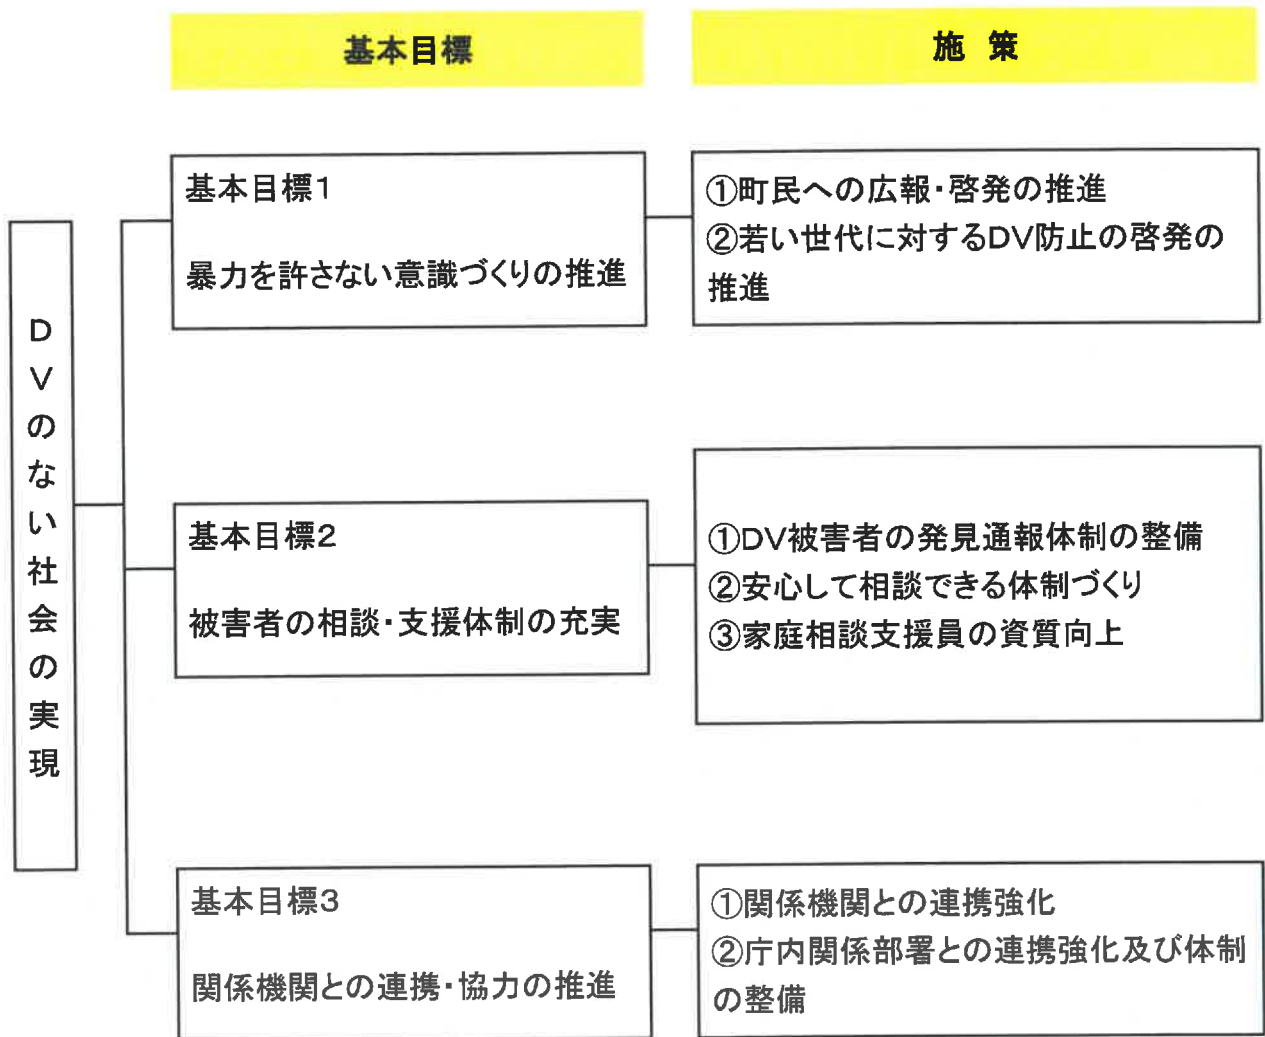 基本目標
施 策
DVのない社会の実現
基本目標1
暴力を許さない意識づくりの推進
①町民への広報・啓発の推進
②若い世代に対するDV防止の啓発の
推進
基本目標2
被害者の相談・支援体制の充実
①DV被害者の発見通報体制の整備
②安心して相談できる体制づくり
③家庭相談支援員の資質向上
基本目標3
関係機関との連携・協力の推進
①関係機関との連携強化
②庁内関係部署との連携強化及び体制
の整備